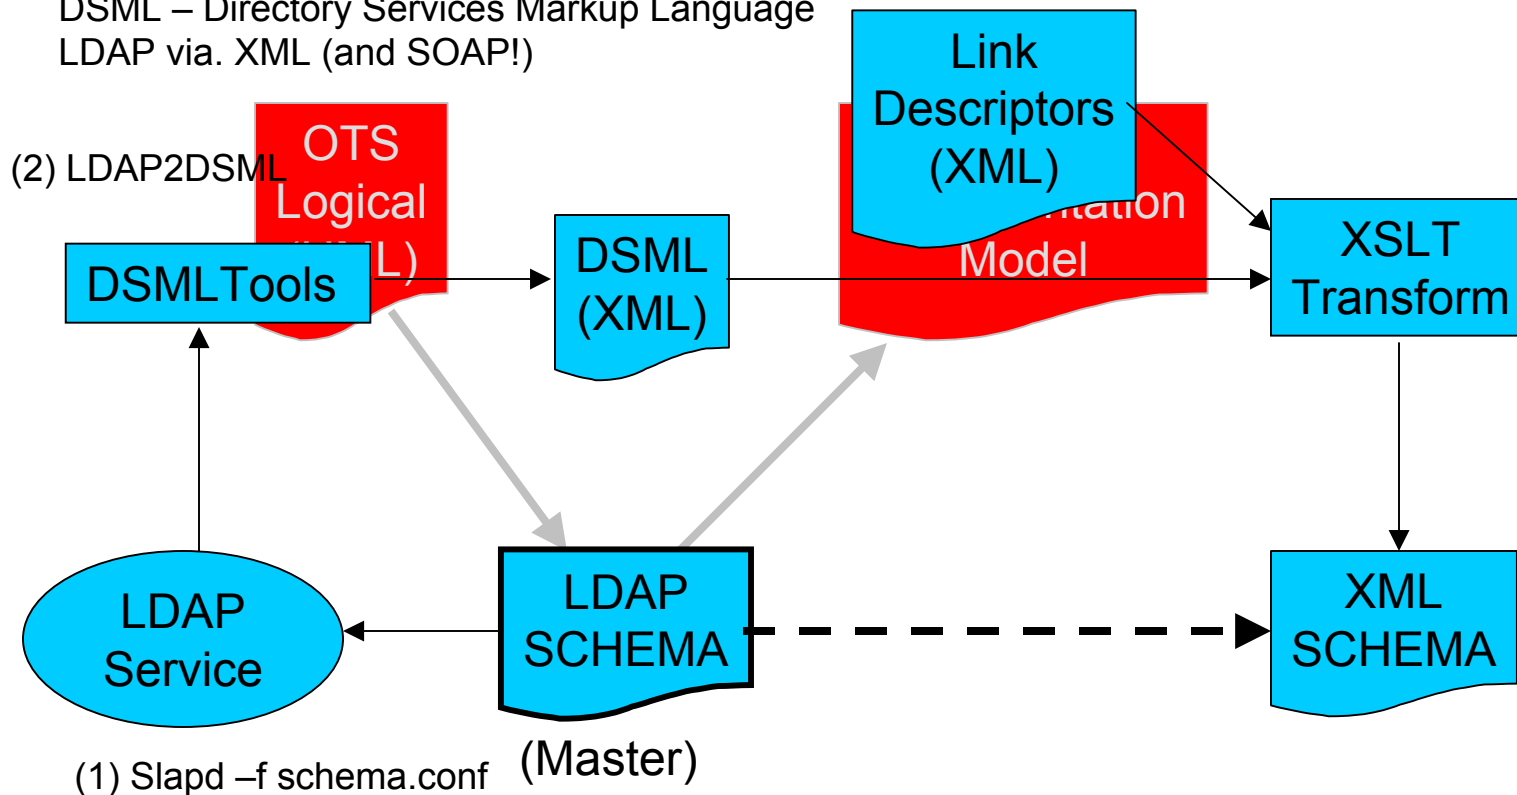 DSML – Directory Services Markup Language
LDAP via. XML (and SOAP!)
Link
Descriptors
(XML)
OTS
Logical
(2) LDAP2DSML
Model
DSMLTools
DSML
(XML)
XSLT
Transform
LDAP
Service
LDAP
SCHEMA
XML
SCHEMA
(Master)
(1) Slapd –f schema.conf